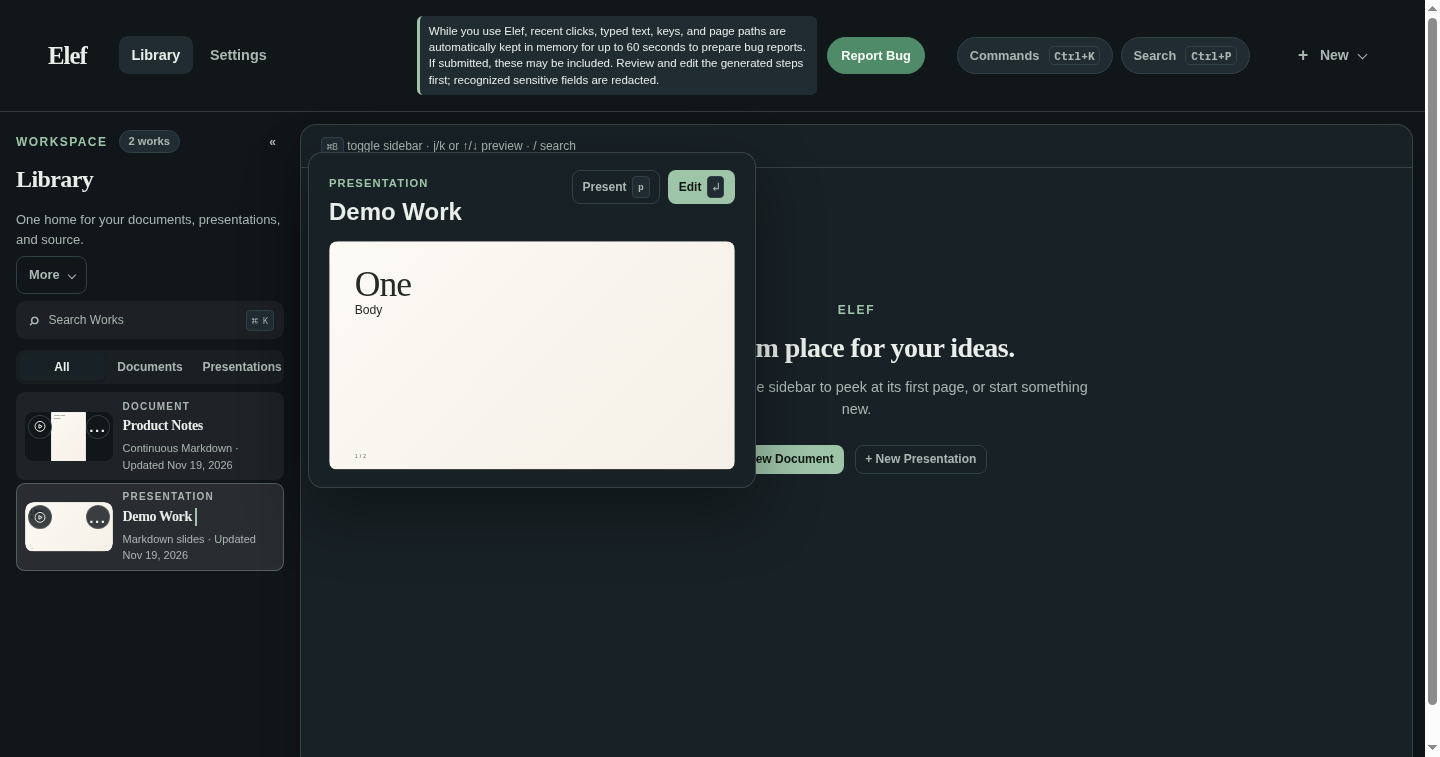 Elef
Library
Settings
While you use Elef, recent clicks, typed text, keys, and page paths are
automatically kept in memory for up to 60 seconds to prepare bug reports.
If submitted, these may be included. Review and edit the generated steps
first; recognized sensitive fields are redacted.
Report Bug
Commands Ctrl+K
Search Ctrl+P
+ New
WORKSPACE
2 works
«
Library
One home for your documents, presentations,
and source.
More
Search Works
⌘ K
All
Documents
Presentations
DOCUMENT
Product Notes
Continuous Markdown ·
Updated Nov 19, 2026
PRESENTATION
Demo Work
Markdown slides · Updated
Nov 19, 2026
⌘B toggle sidebar · j/k or ↑/↓ preview · / search
PRESENTATION
Demo Work
Present p
Edit ↲
One
Body
1 / 2
ELEF
place for your ideas.
sidebar to peek at its first page, or start something
new.
Document
+ New Presentation